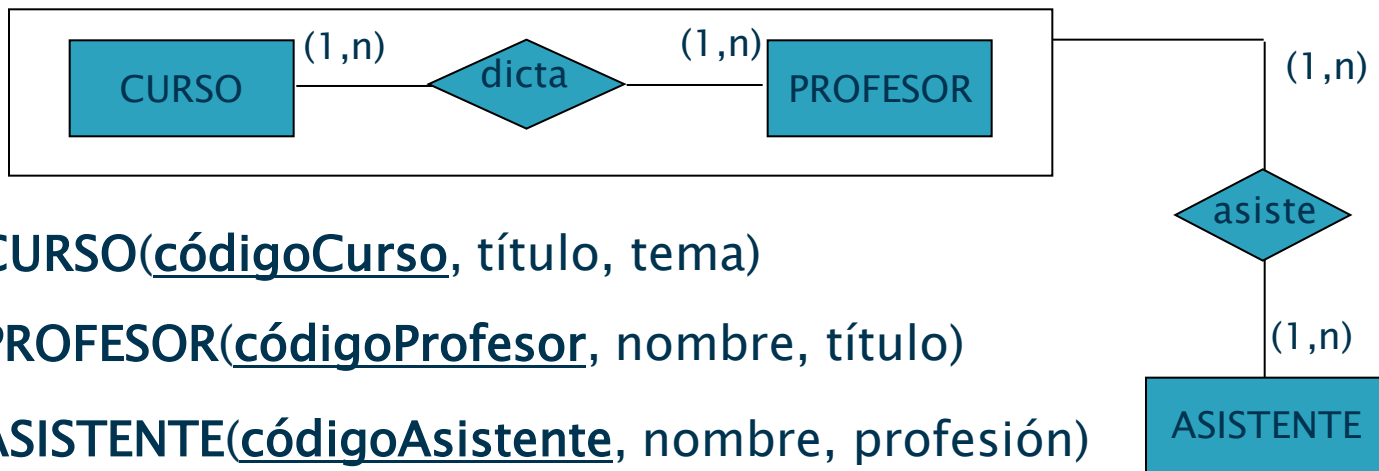 (1,n) (1,n)
CURSO dicta PROFESOR
(1,n)
asiste
CURSO(códigoCurso, título, tema)
PROFESOR(códigoProfesor, nombre, título)
(1,n)
ASISTENTE(códigoAsistente, nombre, profesión)
ASISTENTE